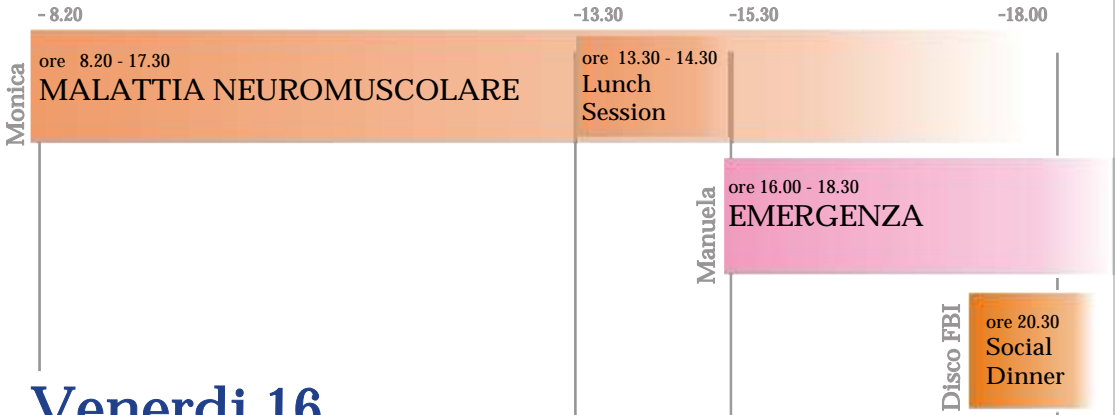 - 8.20
-13.30
-15.30
-18.00
Monica
ore 8.20 - 17.30
MALATTIA NEUROMUSCOLARE
ore 13.30 - 14.30
Lunch
Session
Manuela
ore 16.00 - 18.30
EMERGENZA
Disco FBI
ore 20.30
Social
Dinner
Venerdi 16